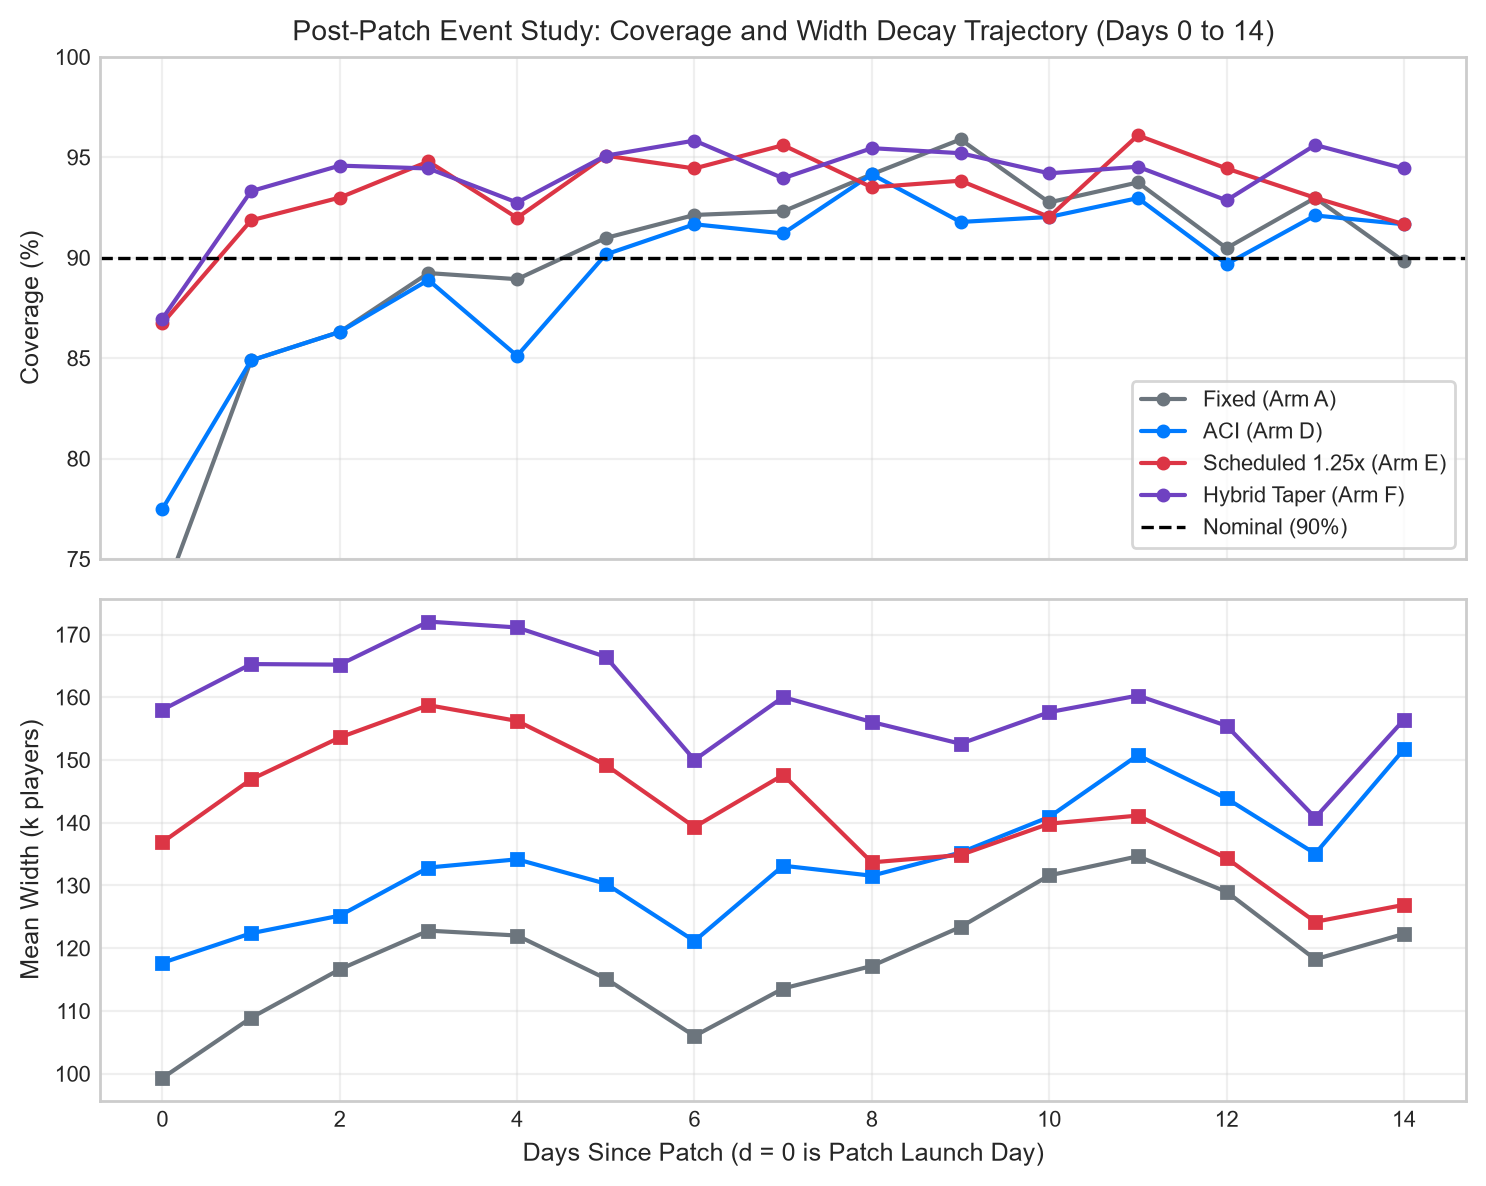 Post-Patch Event Study: Coverage and Width Decay Trajectory (Days 0 to 14)
Coverage (%)
100
95
90
85
80
75
Fixed (Arm A)
ACI (Arm D)
Scheduled 1.25x (Arm E)
Hybrid Taper (Arm F)
Nominal (90%)
Mean Width (k players)
170
160
150
140
130
120
110
100
0 2 4 6 8 10 12 14
Days Since Patch (d = 0 is Patch Launch Day)